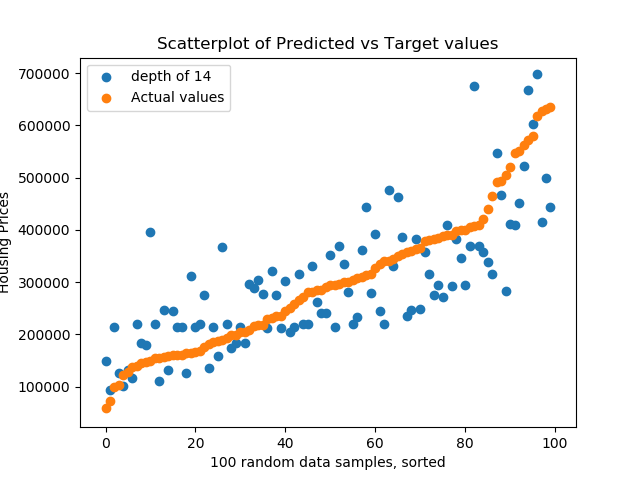 Scatterplot of Predicted vs Target values
depth of 14
Actual values
700000
600000
500000
400000
300000
200000
100000
Housing Prices
0
20
40
60
80
100
100 random data samples, sorted